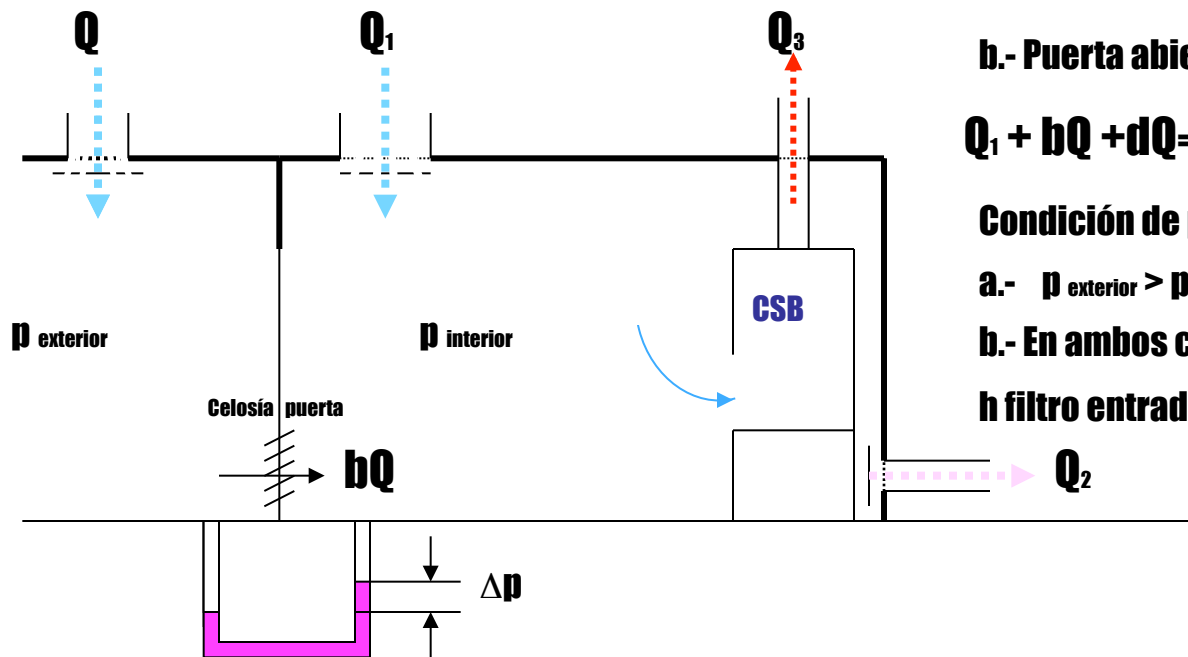 Q Q₁ Q₃
b.- Puerta abie
Q₁ + bQ +dQ=
Condición de p
a.- p exterior > p
b.- En ambos c
h filtro entrad
CSB
p exterior p interior
Celosía puerta
bQ
Q₂
Δp